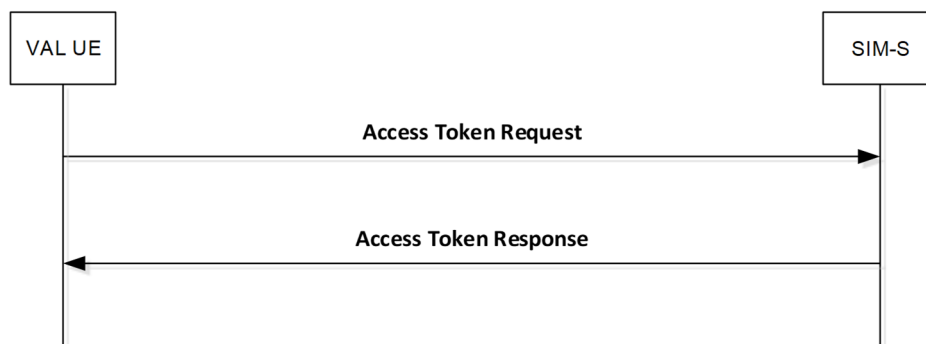 VAL UE
SIM-S
Access Token Request
Access Token Response